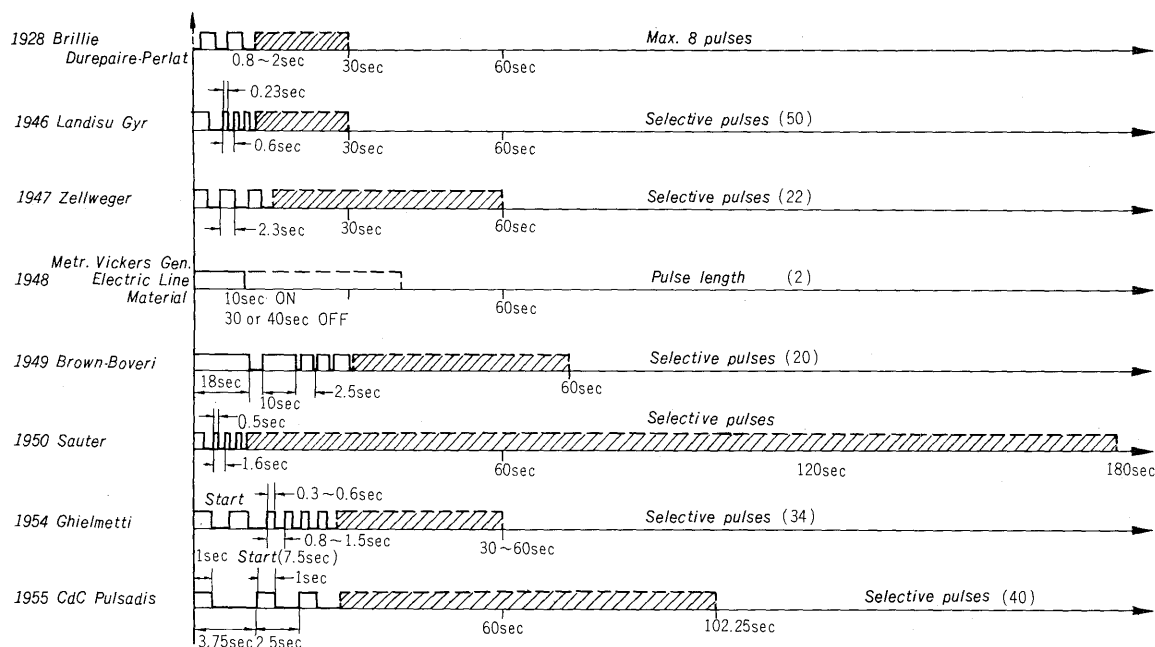 1928 Brillie
Durepaire-Perlat
Max. 8 pulses
0.8~2sec
30sec
60sec
0.23sec
1946 Landisu Gyr
Selective pulses (50)
0.6sec
30sec
60sec
1947 Zellweger
Selective pulses (22)
2.3sec
30sec
60sec
Metr. Vickers Gen.
1948 Electric Line
Material
Pulse length (2)
10sec ON
30 or 40sec OFF
60sec
1949 Brown-Boveri
Selective pulses (20)
18sec
10sec
2.5sec
60sec
0.5sec
Selective pulses
1950 Sauter
1.6sec
60sec
120sec
180sec
Start
0.3~0.6sec
1954 Ghielmetti
Selective pulses (34)
0.8~1.5sec
30~60sec
1sec Start(7.5sec)
1sec
1955 CdC Pulsadis
Selective pulses (40)
3.75sec
2.5sec
60sec
102.25sec